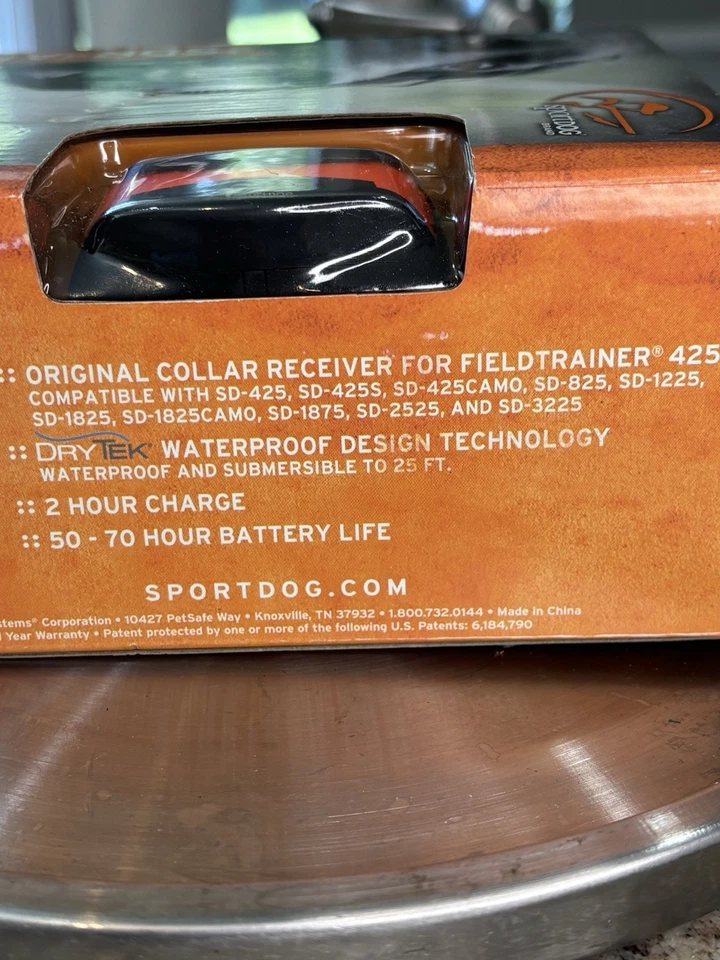 SPORTDOG
BRAND
:: ORIGINAL COLLAR RECEIVER FOR FIELDTRAINER® 425
COMPATIBLE WITH SD-425, SD-425S, SD-425CAMO, SD-825, SD-1225,
SD-1825, SD-1825CAMO, SD-1875, SD-2525, AND SD-3225
:: DRYTEK® WATERPROOF DESIGN TECHNOLOGY
WATERPROOF AND SUBMERSIBLE TO 25 FT.
:: 2 HOUR CHARGE
:: 50 - 70 HOUR BATTERY LIFE
SPORTDOG.COM
stems® Corporation • 10427 PetSafe Way • Knoxville, TN 37932 • 1.800.732.0144 • Made in China
Year Warranty • Patent protected by one or more of the following U.S. Patents: 6,184,790